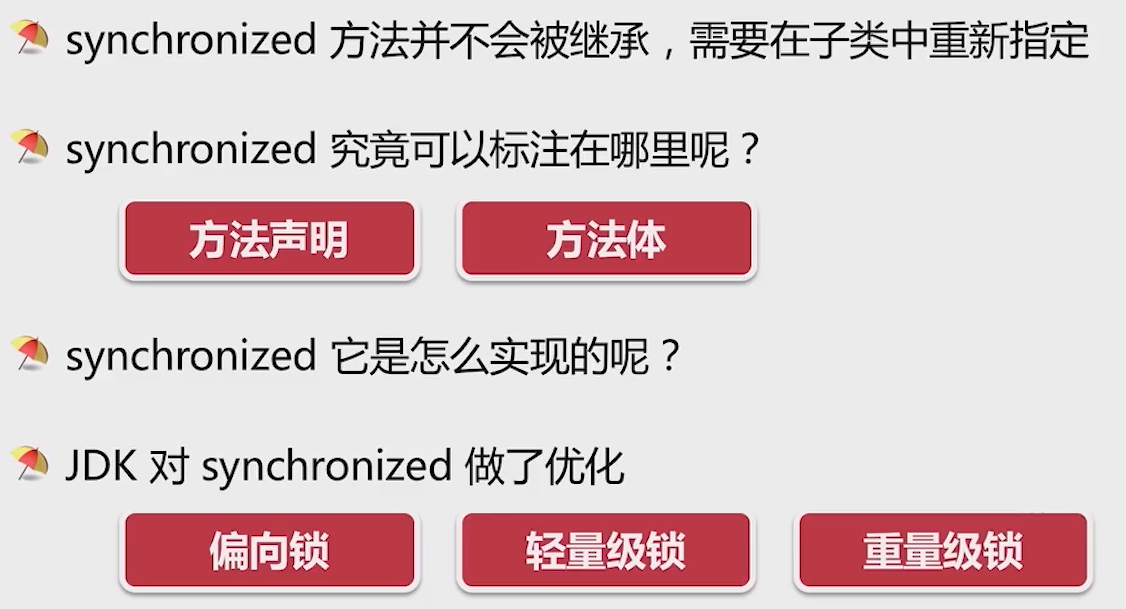 synchronized 方法并不会被继承，需要在子类中重新指定
synchronized 究竟可以标注在哪里呢？
方法声明 方法体
synchronized 它是怎么实现的呢？
JDK 对 synchronized 做了优化
偏向锁 轻量级锁 重量级锁